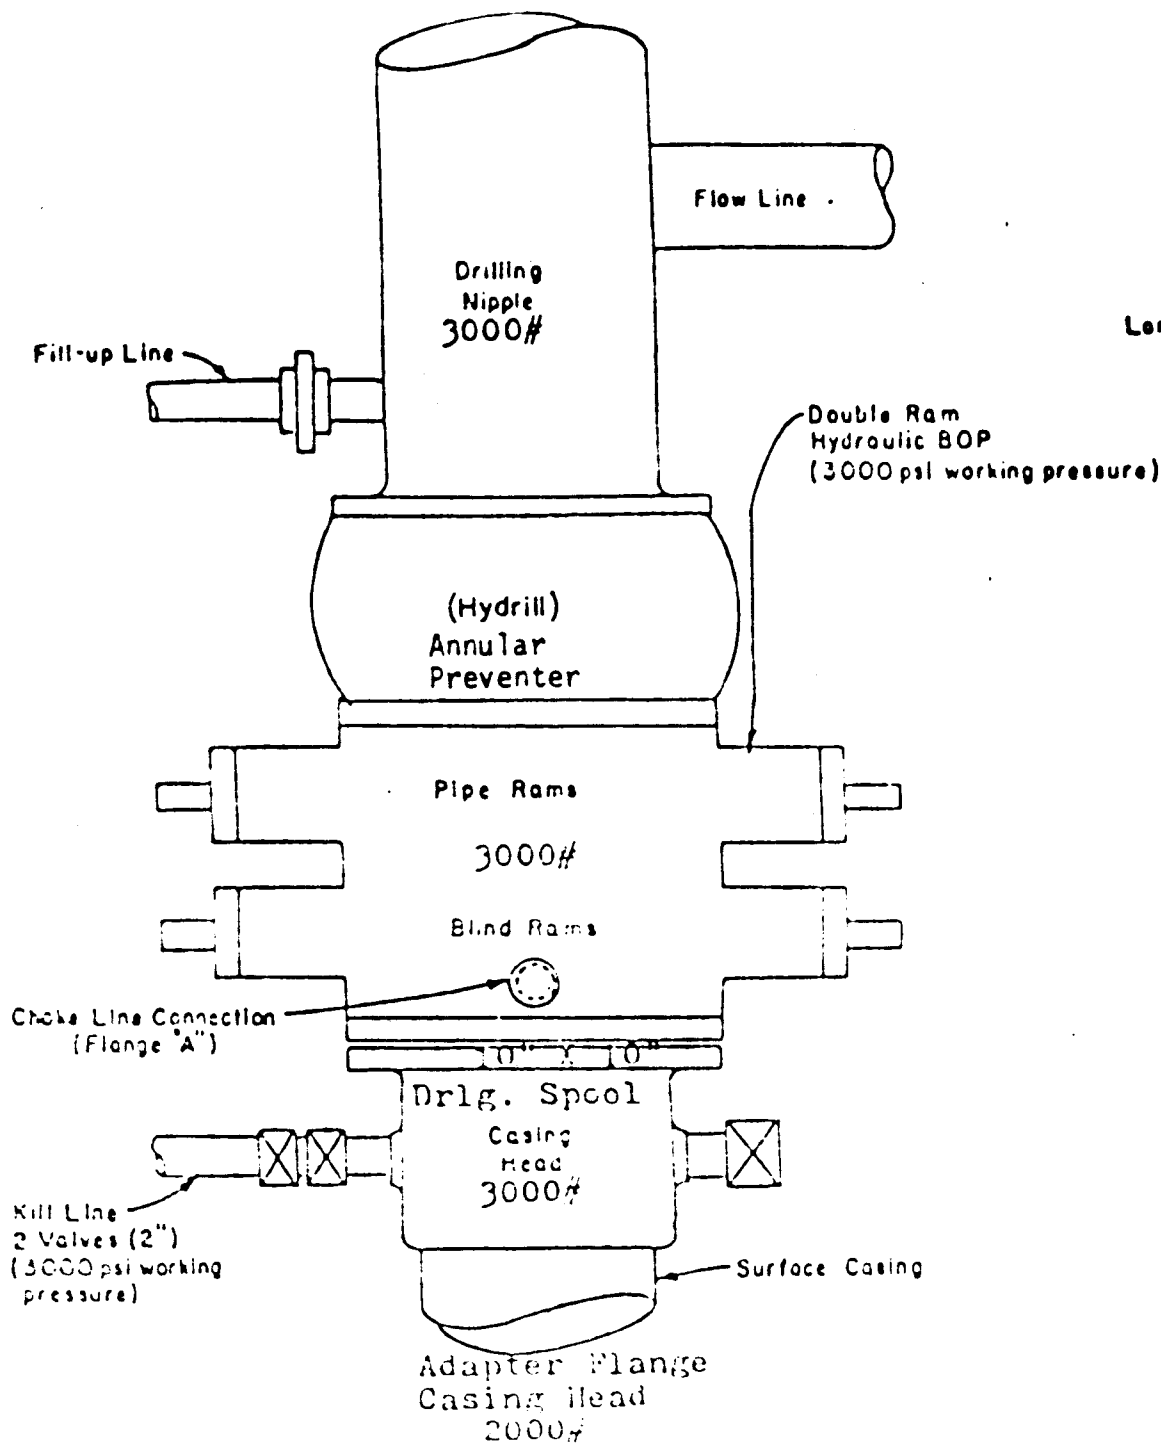 Flow Line
Drilling
Nipple
3000#
Fill-up Line
Double Ram
Hydraulic BOP
(3000 psi working pressure)
(Hydrill)
Annular
Preventer
Pipe Rams
3000#
Blind Rams
Choke Line Connection
(Flange "A")
Drlg. Spool
Casing
Head
3000#
Kill Line
2 Valves (2")
(3000 psi working
pressure)
Surface Casing
Adapter Flange
Casing Head
2000#